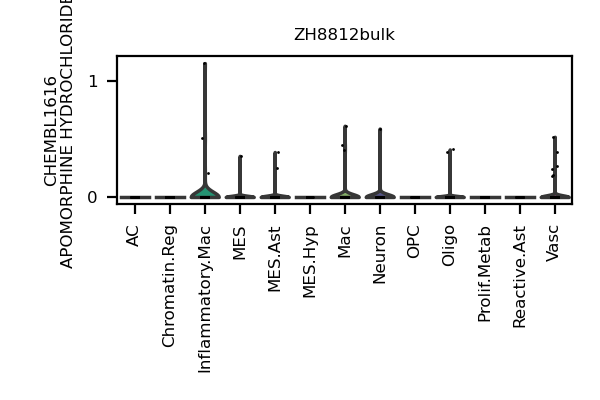 ZH8812bulk
CHEMBL1616
APOMORPHINE HYDROCHLORIDE
1
0
AC
Chromatin.Reg
Inflammatory.Mac
MES
MES.Ast
MES.Hyp
Mac
Neuron
OPC
Oligo
Prolif.Metab
Reactive.Ast
Vasc